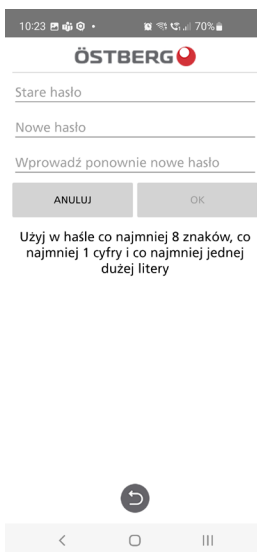 10:23
70%
ÖSTBERG
Stare hasło
Nowe hasło
Wprowadź ponownie nowe hasło
ANULUJ
OK
Użyj w haśle co najmniej 8 znaków, co
najmniej 1 cyfry i co najmniej jednej
dużej litery